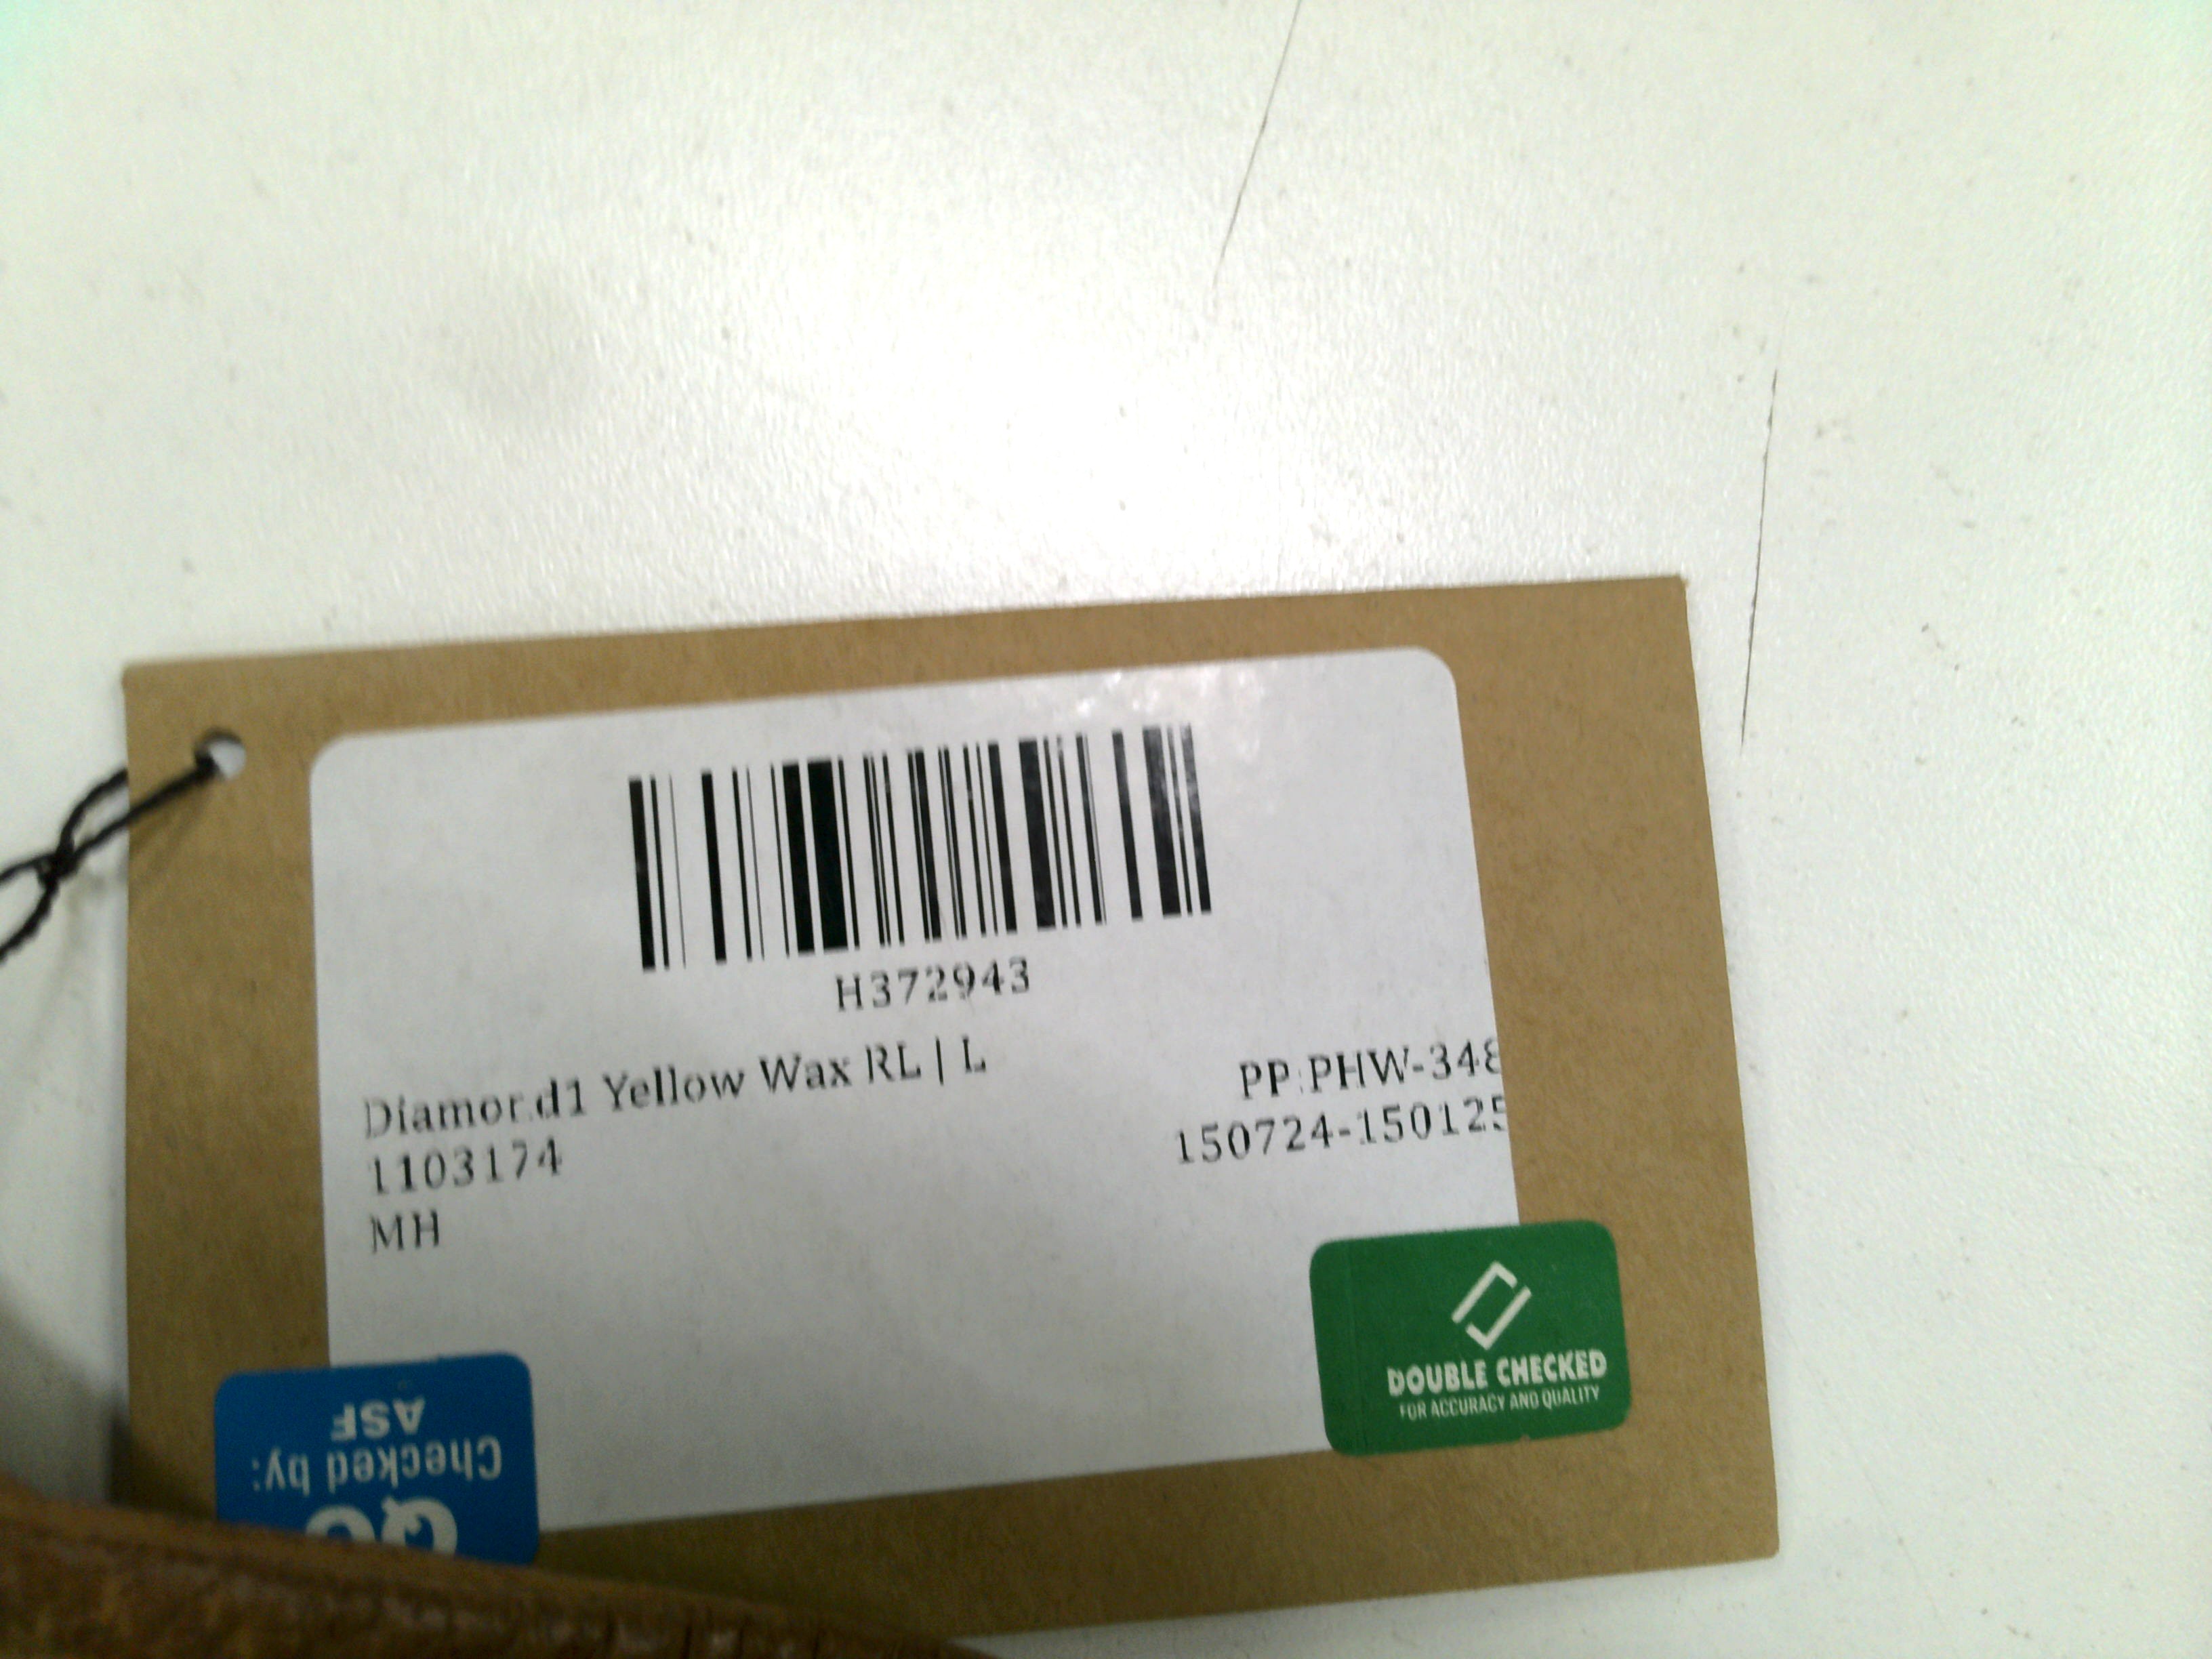 H372943
Diamond1 Yellow Wax RL | L
1103174
MH
PP:PHW-348
150724-150125
DOUBLE CHECKED
FOR ACCURACY AND QUALITY
QC
Checked by:
ASF